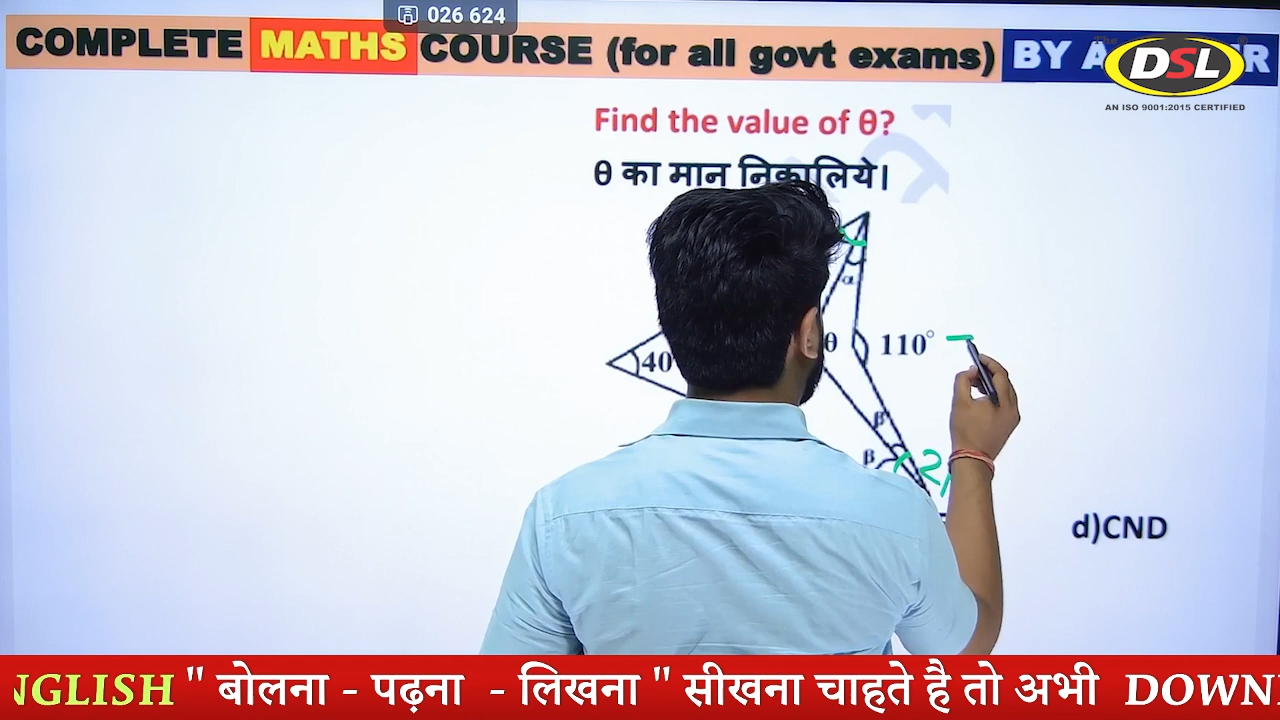 026 624
COMPLETE MATHS COURSE (for all govt exams) BY A R
DSL
AN ISO 9001:2015 CERTIFIED
Find the value of θ?
θ का मान निकालिये।
α
40
θ
110°
β
β
2
d)CND
NGLISH " बोलना - पढ़ना - लिखना " सीखना चाहते है तो अभी DOWN